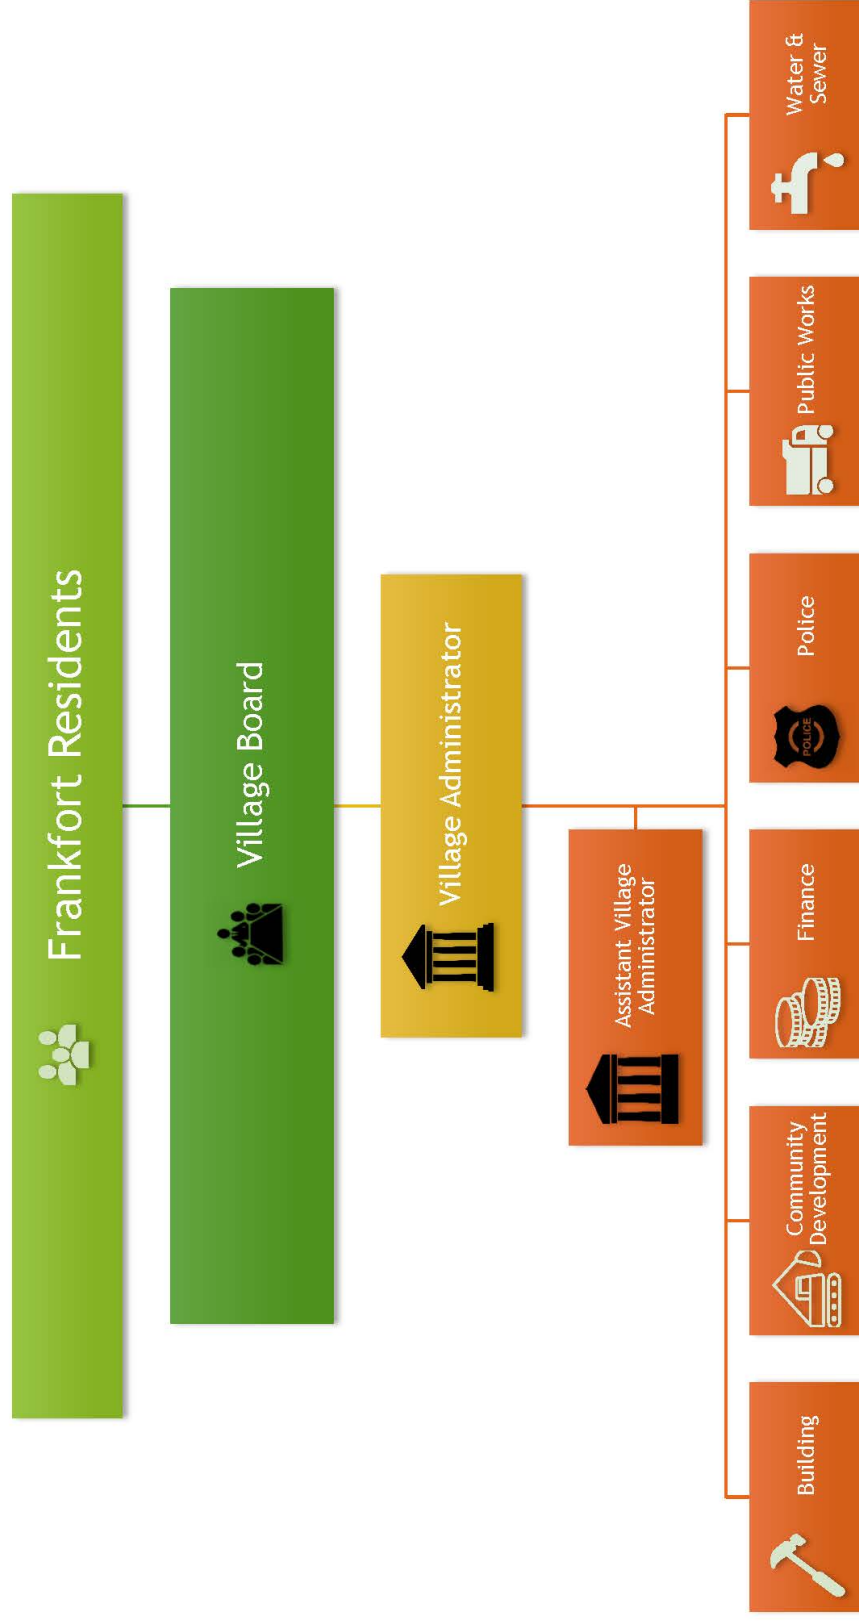 Frankfort Residents
Village Board
Village Administrator
Assistant Village
Administrator
Building
Community
Development
Finance
POLICE
Police
Public Works
Water &
Sewer